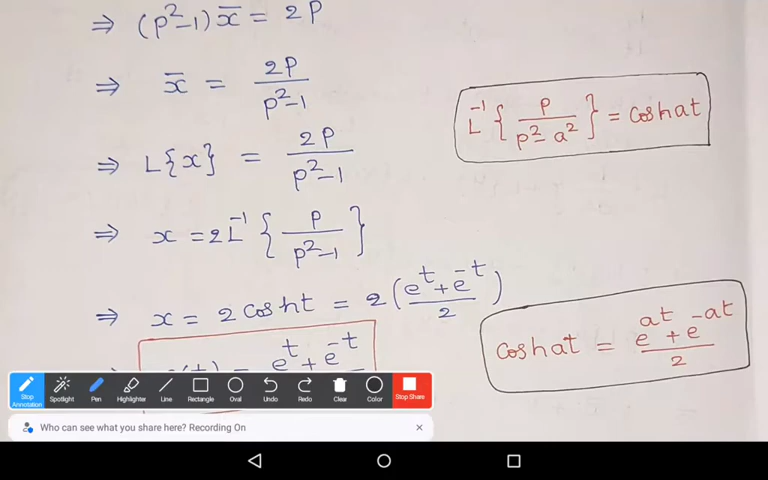 ⇒ (p²-1) x̄ = 2p
⇒ x̄ = 2p/(p²-1)
L⁻¹ { p/(p²-a²) } = coshat
⇒ L{x} = 2p/(p²-1)
⇒ x = 2 L⁻¹ { p/(p²-1) }
⇒ x = 2 cosht = 2 ( (eᵗ + e⁻ᵗ)/2 )
coshat = (eᵃᵗ + e⁻ᵃᵗ)/2
(t) = eᵗ + e⁻ᵗ
Stop Annotation Spotlight Pen Highlighter Line Rectangle Oval Undo Redo Clear Color Stop Share
Who can see what you share here? Recording On